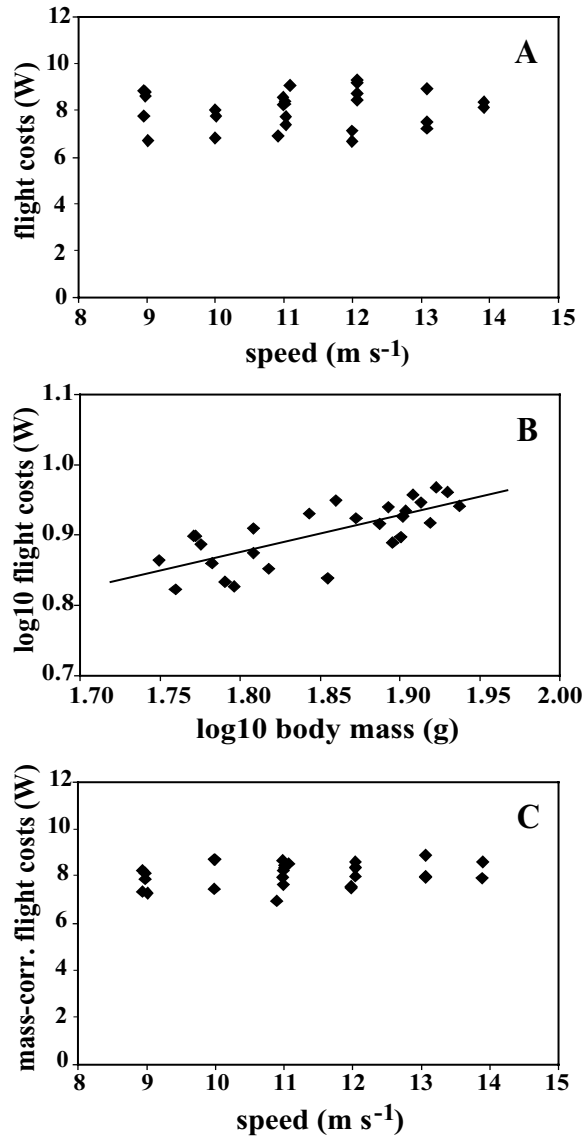 12
10
8
6
4
2
0
A
flight costs (W)
8 9 10 11 12 13 14 15
speed (m s-1)
1.1
1.0
0.9
0.8
0.7
B
log10 flight costs (W)
1.70 1.75 1.80 1.85 1.90 1.95 2.00
log10 body mass (g)
12
10
8
6
4
2
0
C
mass-corr. flight costs (W)
8 9 10 11 12 13 14 15
speed (m s-1)